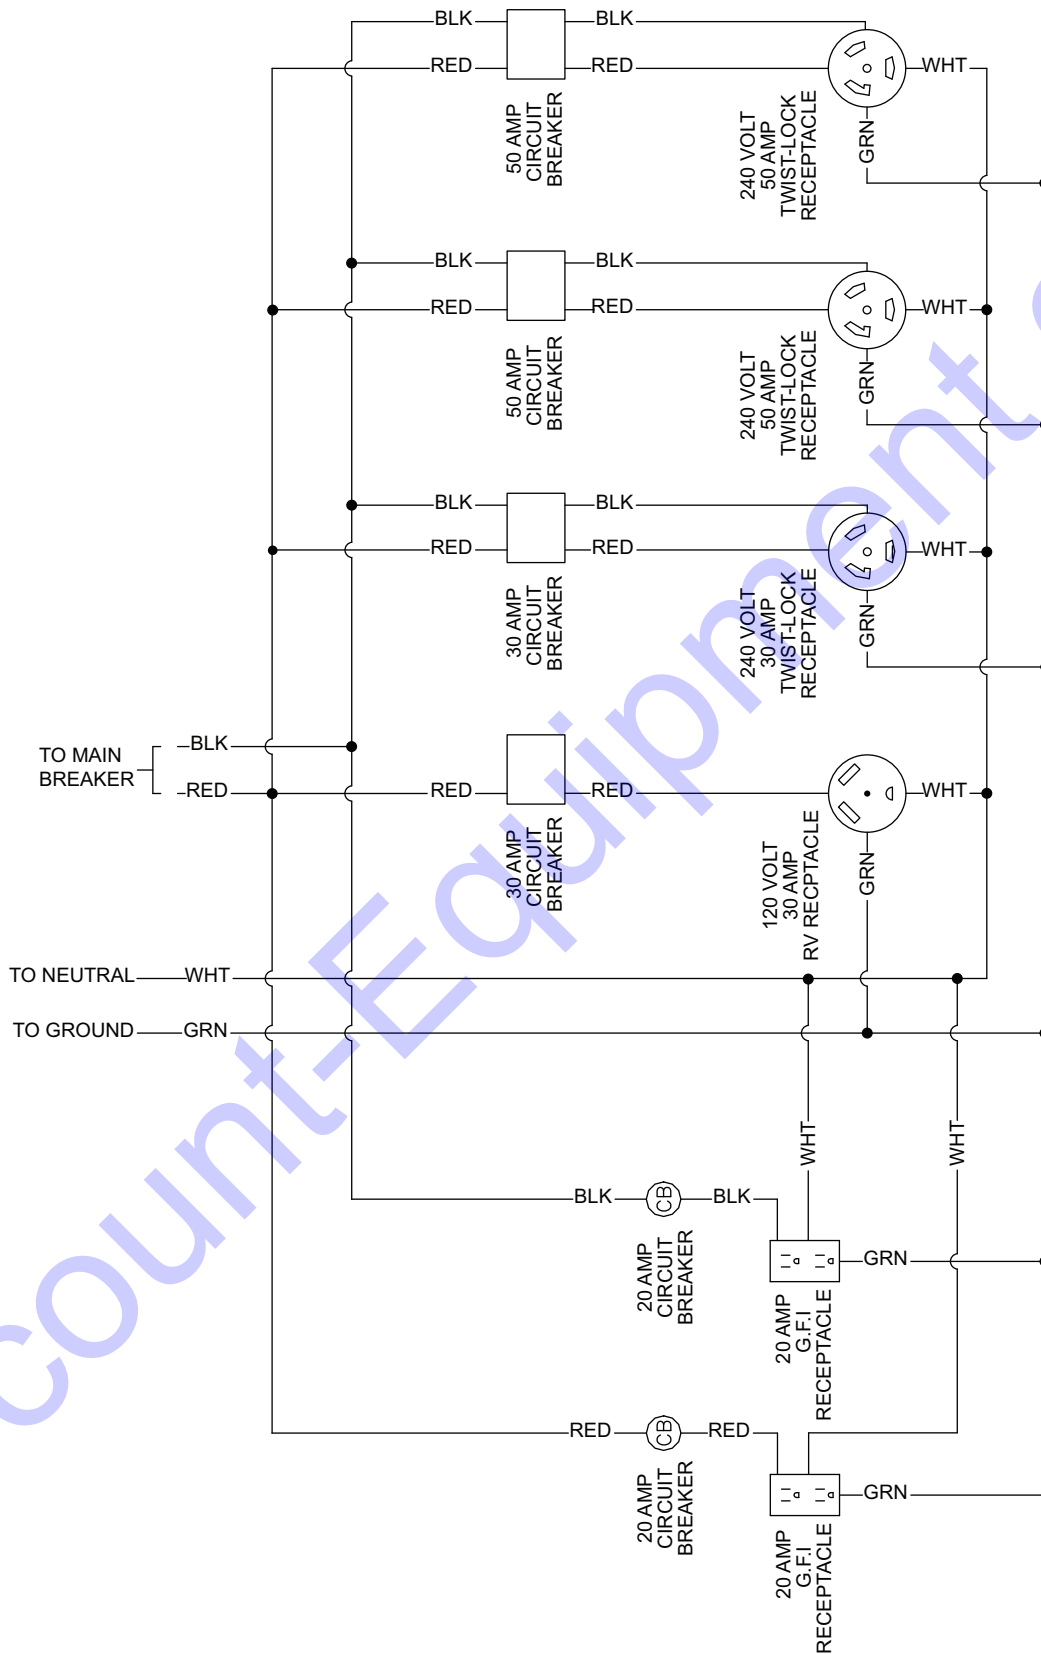 BLK
BLK
RED
RED
WHT
50 AMP
CIRCUIT
BREAKER
240 VOLT
50 AMP
TWIST-LOCK
RECEPTACLE
GRN
BLK
BLK
RED
RED
WHT
50 AMP
CIRCUIT
BREAKER
240 VOLT
50 AMP
TWIST-LOCK
RECEPTACLE
GRN
BLK
BLK
RED
RED
WHT
30 AMP
CIRCUIT
BREAKER
240 VOLT
30 AMP
TWIST-LOCK
RECEPTACLE
GRN
TO MAIN
BREAKER
BLK
RED
RED
RED
WHT
30 AMP
CIRCUIT
BREAKER
120 VOLT
30 AMP
RV RECPTACLE
GRN
TO NEUTRAL
WHT
TO GROUND
GRN
WHT
WHT
BLK
CB
BLK
20 AMP
CIRCUIT
BREAKER
GRN
20 AMP
G.F.I
RECEPTACLE
RED
CB
RED
20 AMP
CIRCUIT
BREAKER
GRN
20 AMP
G.F.I
RECEPTACLE
count-Equipment